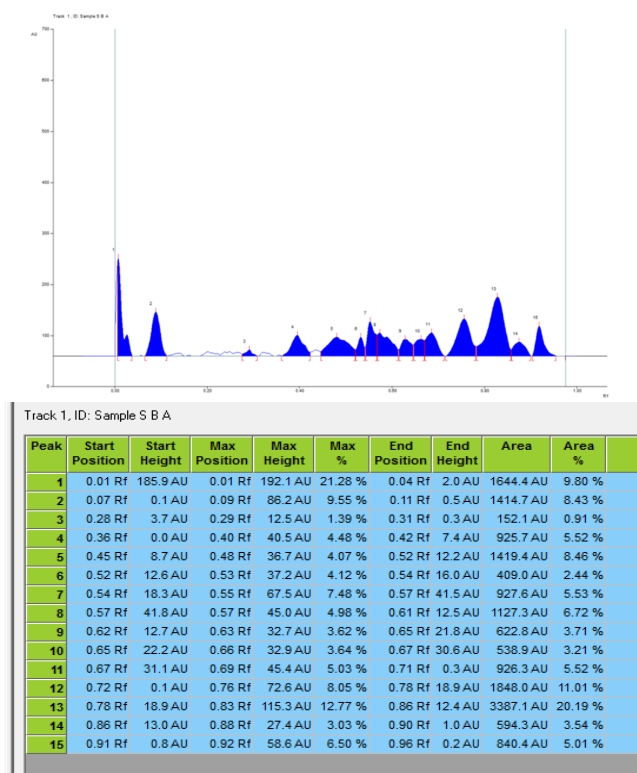 Track 1, ID: Sample S B A
AU
700
600
500
400
300
200
100
0
1
2
3
4
5
6
7
8
9
10
11
12
13
14
15
0.00
0.20
0.40
0.60
0.80
1.00
Rf
Track 1, ID: Sample S B A
Peak Start Position Start Height Max Position Max Height Max % End Position End Height Area Area %
1 0.01 Rf 185.9 AU 0.01 Rf 192.1 AU 21.28 % 0.04 Rf 2.0 AU 1644.4 AU 9.80 %
2 0.07 Rf 0.1 AU 0.09 Rf 86.2 AU 9.55 % 0.11 Rf 0.5 AU 1414.7 AU 8.43 %
3 0.28 Rf 3.7 AU 0.29 Rf 12.5 AU 1.39 % 0.31 Rf 0.3 AU 152.1 AU 0.91 %
4 0.36 Rf 0.0 AU 0.40 Rf 40.5 AU 4.48 % 0.42 Rf 7.4 AU 925.7 AU 5.52 %
5 0.45 Rf 8.7 AU 0.48 Rf 36.7 AU 4.07 % 0.52 Rf 12.2 AU 1419.4 AU 8.46 %
6 0.52 Rf 12.6 AU 0.53 Rf 37.2 AU 4.12 % 0.54 Rf 16.0 AU 409.0 AU 2.44 %
7 0.54 Rf 18.3 AU 0.55 Rf 67.5 AU 7.48 % 0.57 Rf 41.5 AU 927.6 AU 5.53 %
8 0.57 Rf 41.8 AU 0.57 Rf 45.0 AU 4.98 % 0.61 Rf 12.5 AU 1127.3 AU 6.72 %
9 0.62 Rf 12.7 AU 0.63 Rf 32.7 AU 3.62 % 0.65 Rf 21.8 AU 622.8 AU 3.71 %
10 0.65 Rf 22.2 AU 0.66 Rf 32.9 AU 3.64 % 0.67 Rf 30.6 AU 538.9 AU 3.21 %
11 0.67 Rf 31.1 AU 0.69 Rf 45.4 AU 5.03 % 0.71 Rf 0.3 AU 926.3 AU 5.52 %
12 0.72 Rf 0.1 AU 0.76 Rf 72.6 AU 8.05 % 0.78 Rf 18.9 AU 1848.0 AU 11.01 %
13 0.78 Rf 18.9 AU 0.83 Rf 115.3 AU 12.77 % 0.86 Rf 12.4 AU 3387.1 AU 20.19 %
14 0.86 Rf 13.0 AU 0.88 Rf 27.4 AU 3.03 % 0.90 Rf 1.0 AU 594.3 AU 3.54 %
15 0.91 Rf 0.8 AU 0.92 Rf 58.6 AU 6.50 % 0.96 Rf 0.2 AU 840.4 AU 5.01 %